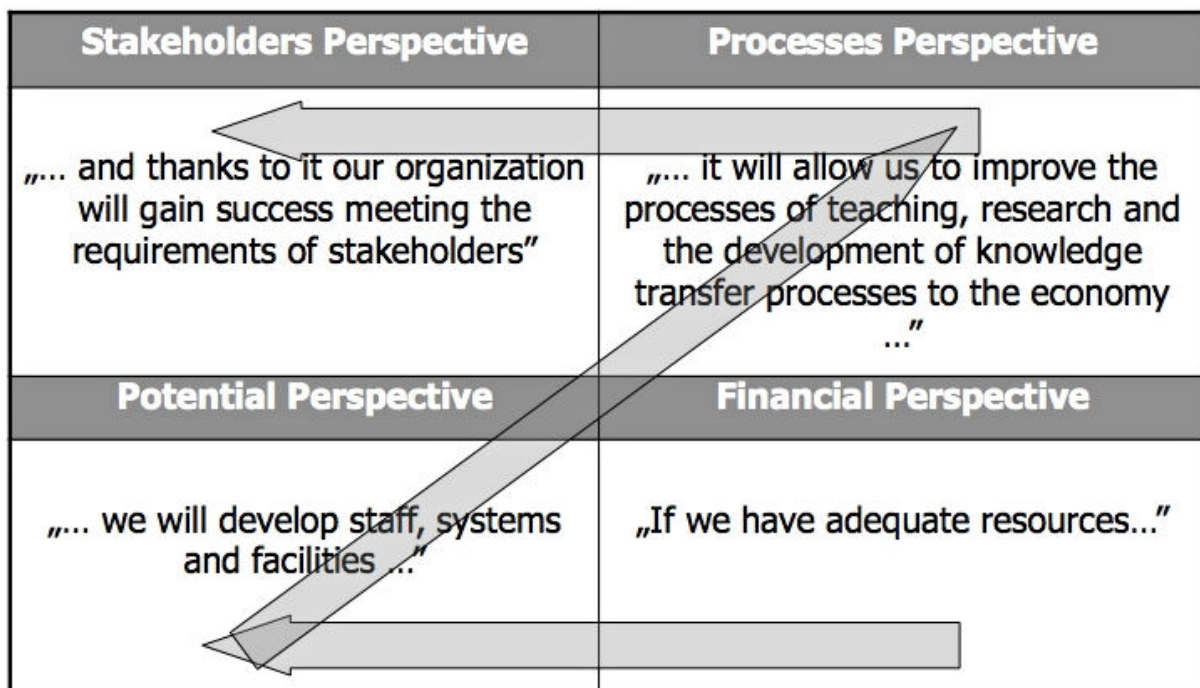 Stakeholders Perspective
„... and thanks to it our organization
will gain success meeting the
requirements of stakeholders”
Processes Perspective
„... it will allow us to improve the
processes of teaching, research and
the development of knowledge
transfer processes to the economy
...”
Potential Perspective
„... we will develop staff, systems
and facilities ...”
Financial Perspective
„If we have adequate resources...”